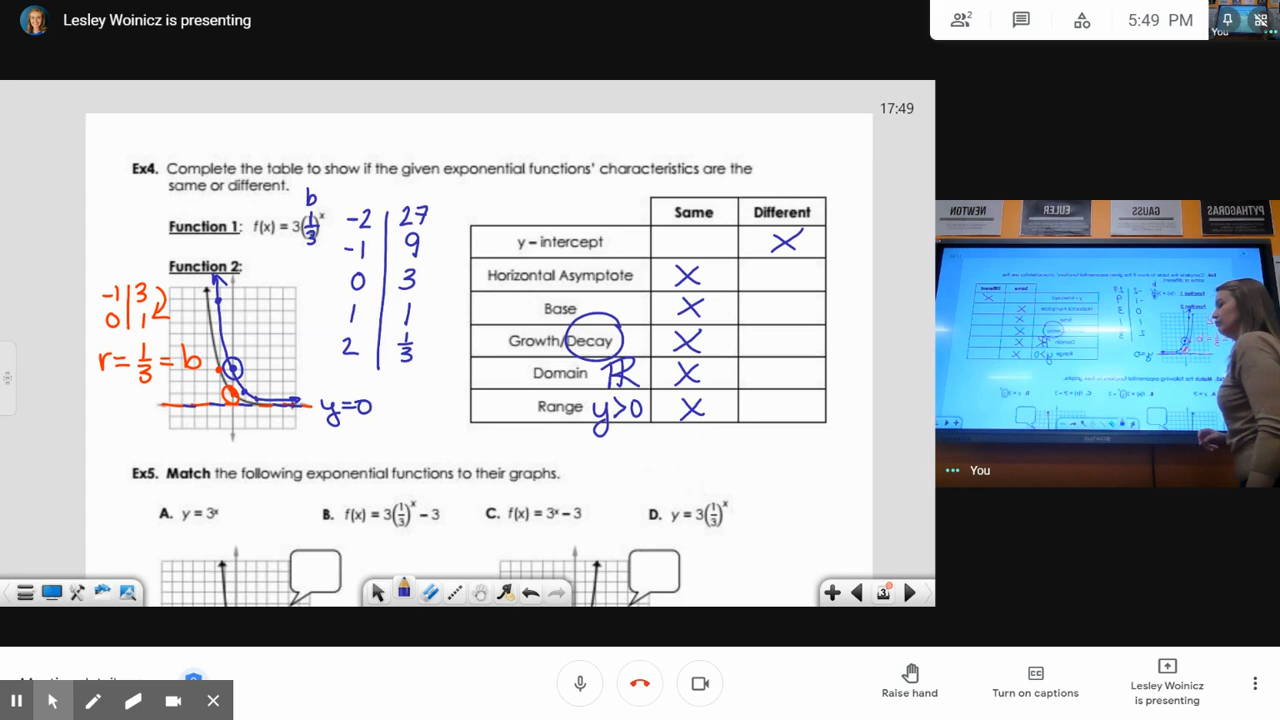 Lesley Woinicz is presenting
2
5:49 PM
You
17:49
Ex4. Complete the table to show if the given exponential functions' characteristics are the
same or different.
b
Function 1: f(x) = 3(1/3)^x
-2 | 27
-1 | 9
0 | 3
1 | 1
2 | 1/3
Function 2:
-1 | 3
0 | 1
r = 1/3 = b
y=0
Same Different
y – intercept X
Horizontal Asymptote X
Base X
Growth/Decay X
Domain ℝ X
Range y>0 X
Ex5. Match the following exponential functions to their graphs.
A. y = 3^x B. f(x) = 3(1/3)^x – 3 C. f(x) = 3^x – 3 D. y = 3(1/3)^x
3
NEWTON
EULER
GAUSS
PYTHAGORAS
You
Raise hand
Turn on captions
Lesley Woinicz
is presenting